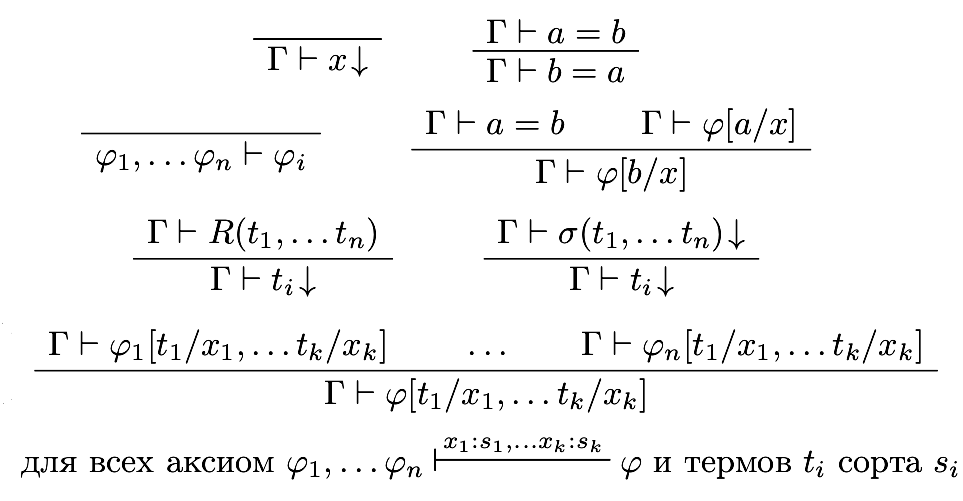 Γ ⊢ x↓    Γ ⊢ a = b
Γ ⊢ b = a
φ₁, … φₙ ⊢ φᵢ    Γ ⊢ a = b    Γ ⊢ φ[a/x]
Γ ⊢ φ[b/x]
Γ ⊢ R(t₁, … tₙ)    Γ ⊢ σ(t₁, … tₙ)↓
Γ ⊢ tᵢ↓    Γ ⊢ tᵢ↓
Γ ⊢ φ₁[t₁/x₁, … tₖ/xₖ]    …    Γ ⊢ φₙ[t₁/x₁, … tₖ/xₖ]
Γ ⊢ φ[t₁/x₁, … tₖ/xₖ]
для всех аксиом φ₁, … φₙ ⊢ x₁:s₁,…xₖ:sₖ φ и термов tᵢ сорта sᵢ